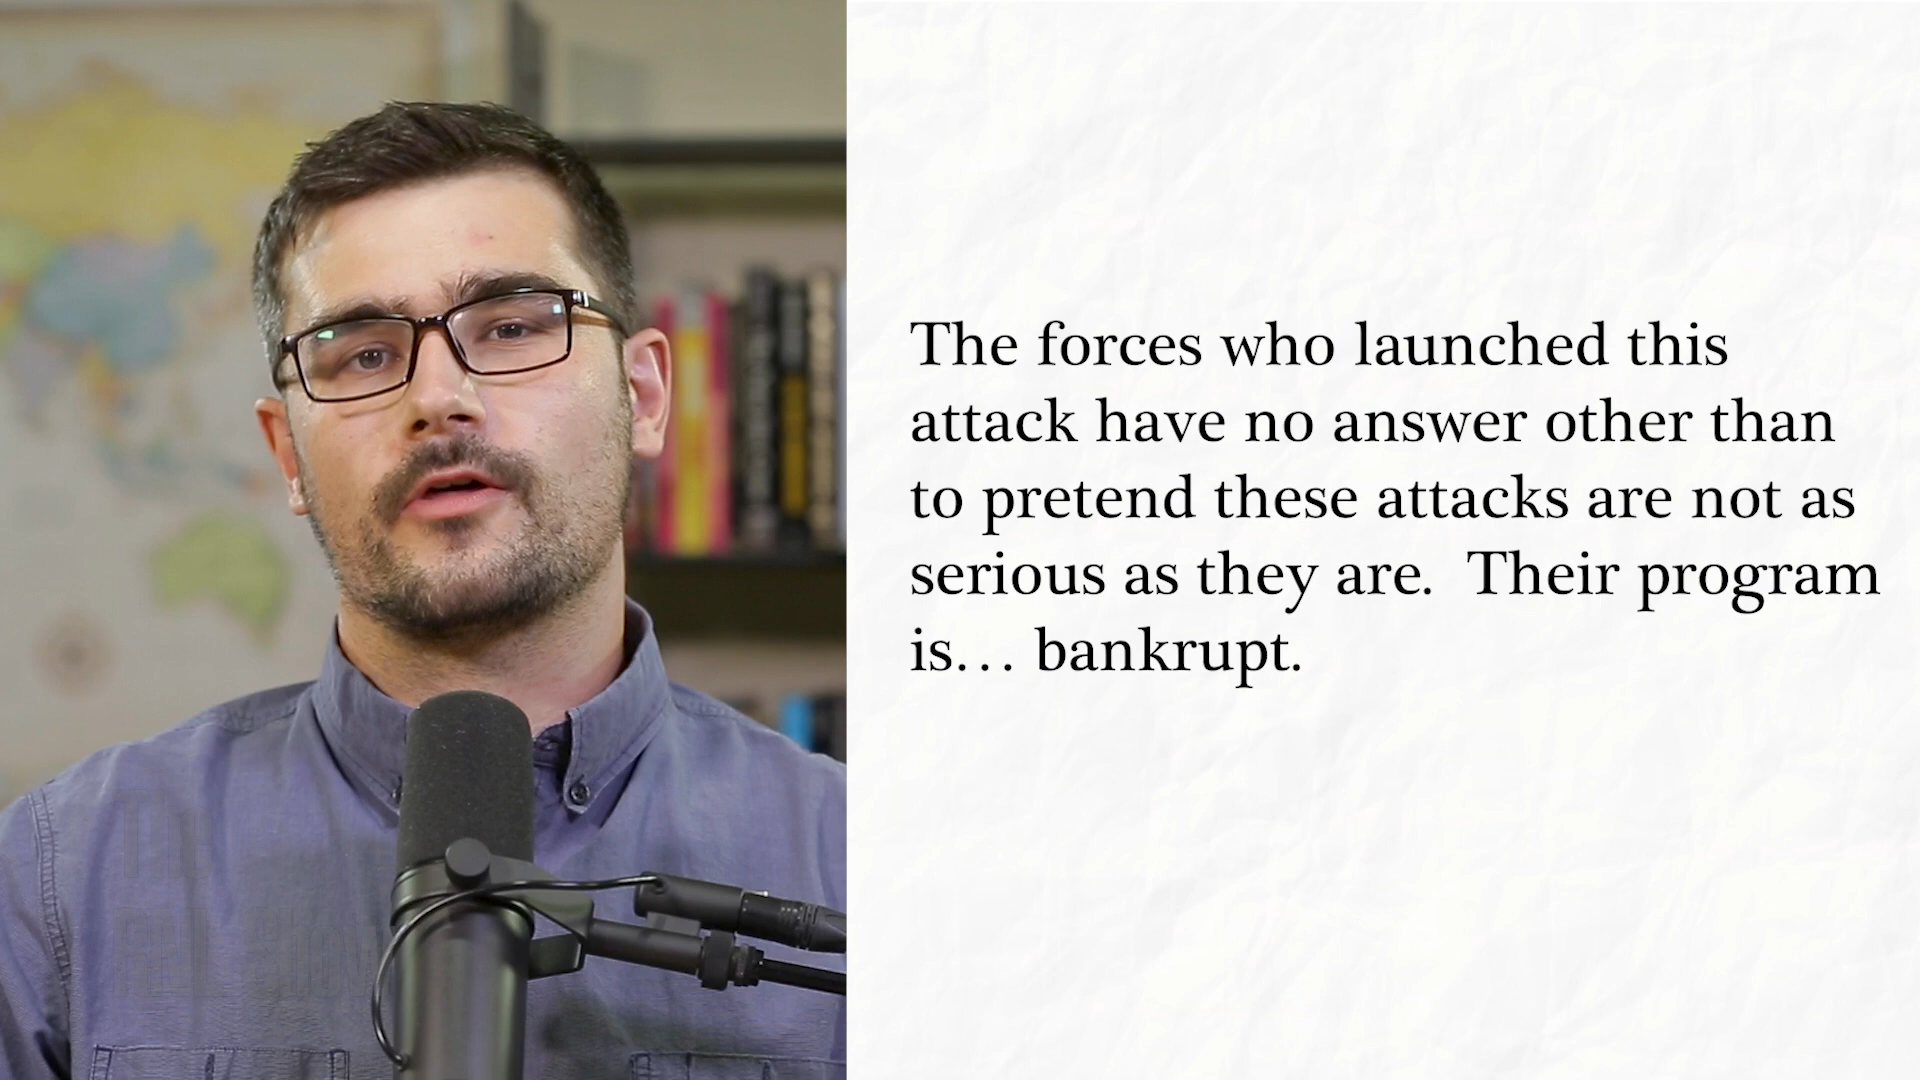 The forces who launched this
attack have no answer other than
to pretend these attacks are not as
serious as they are.  Their program
is... bankrupt.